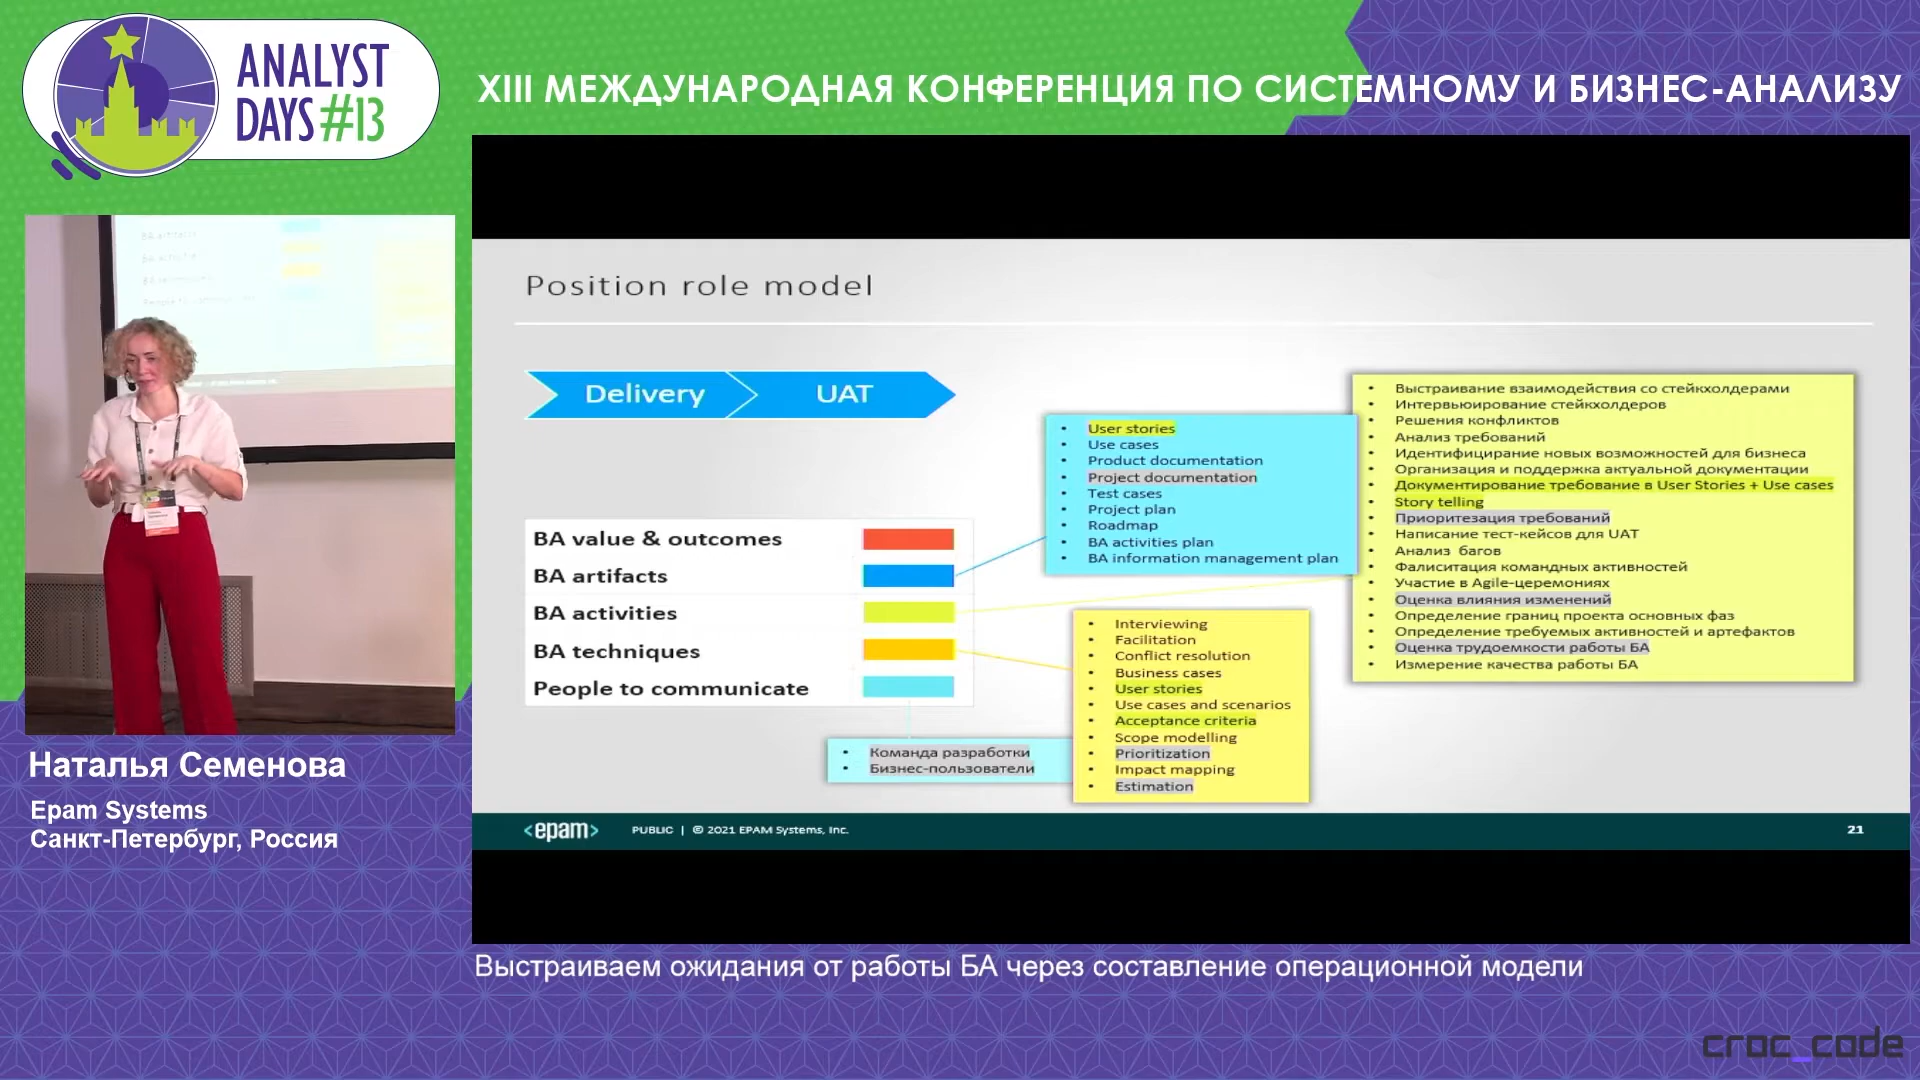 ANALYST
DAYS #13
XIII МЕЖДУНАРОДНАЯ КОНФЕРЕНЦИЯ ПО СИСТЕМНОМУ И БИЗНЕС-АНАЛИЗУ
Position role model
Delivery
UAT
BA value & outcomes
BA artifacts
BA activities
BA techniques
People to communicate
• User stories
• Use cases
• Product documentation
• Project documentation
• Test cases
• Project plan
• Roadmap
• BA activities plan
• BA information management plan
• Выстраивание взаимодействия со стейкхолдерами
• Интервьюирование стейкхолдеров
• Решения конфликтов
• Анализ требований
• Идентифицирание новых возможностей для бизнеса
• Организация и поддержка актуальной документации
• Документирование требование в User Stories + Use cases
• Story telling
• Приоритезация требований
• Написание тест-кейсов для UAT
• Анализ багов
• Фалиситация командных активностей
• Участие в Agile-церемониях
• Оценка влияния изменений
• Определение границ проекта основных фаз
• Определение требуемых активностей и артефактов
• Оценка трудоемкости работы БА
• Измерение качества работы БА
• Interviewing
• Facilitation
• Conflict resolution
• Business cases
• User stories
• Use cases and scenarios
• Acceptance criteria
• Scope modelling
• Prioritization
• Impact mapping
• Estimation
• Команда разработки
• Бизнес-пользователи
<epam>
PUBLIC | © 2021 EPAM Systems, Inc.
21
Наталья Семенова
Epam Systems
Санкт-Петербург, Россия
Выстраиваем ожидания от работы БА через составление операционной модели
croc_code